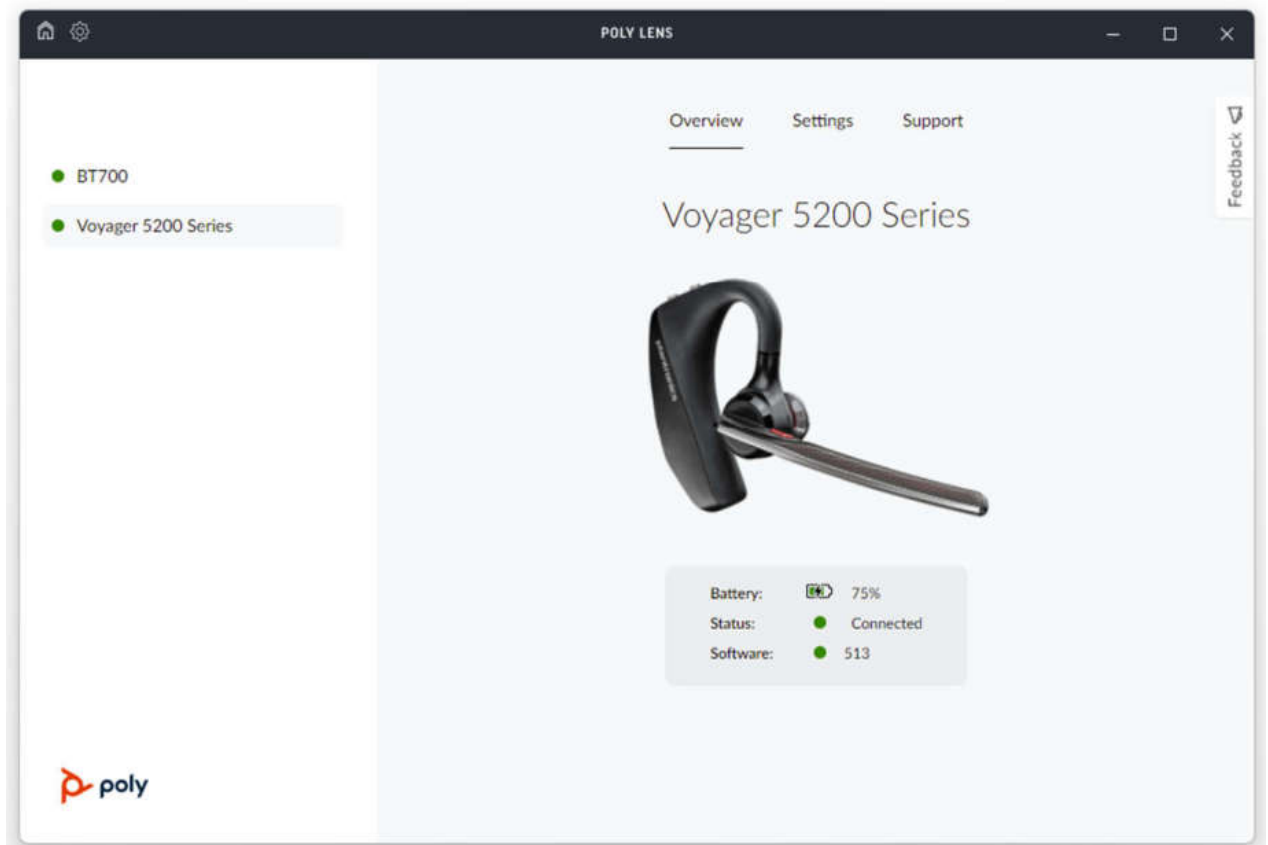 POLY LENS
Overview Settings Support
Feedback
BT700
Voyager 5200 Series
Voyager 5200 Series
plantronics
Battery: 75%
Status: Connected
Software: 513
poly